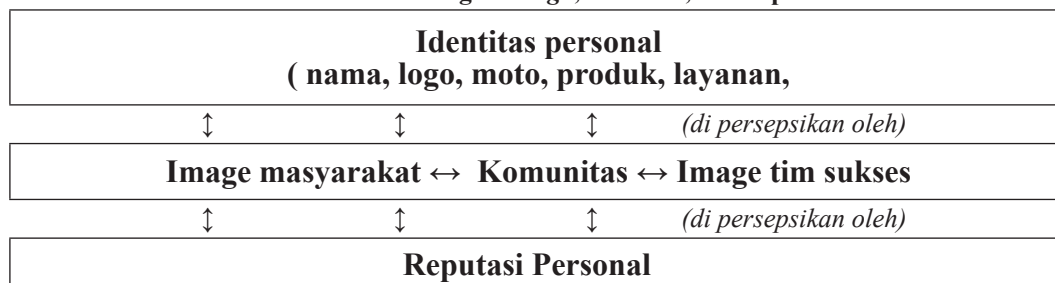 Identitas personal
( nama, logo, moto, produk, layanan,
↕ ↕ ↕ (di persepsikan oleh)
Image masyarakat ↔ Komunitas ↔ Image tim sukses
↕ ↕ ↕ (di persepsikan oleh)
Reputasi Personal